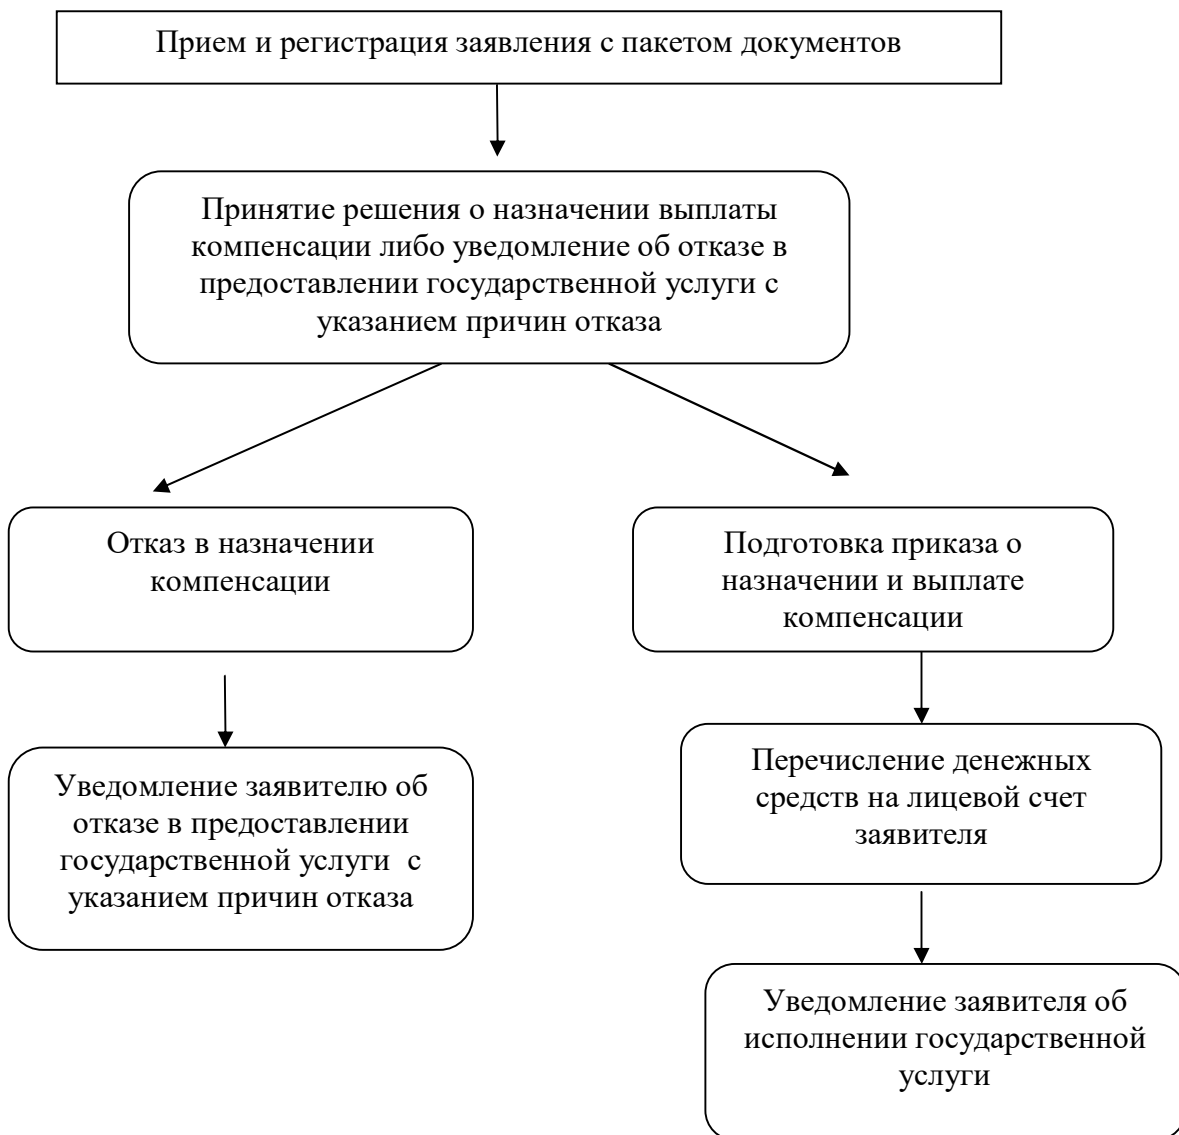 Прием и регистрация заявления с пакетом документов
Принятие решения о назначении выплаты
компенсации либо уведомление об отказе в
предоставлении государственной услуги с
указанием причин отказа
Отказ в назначении
компенсации
Подготовка приказа о
назначении и выплате
компенсации
Уведомление заявителю об
отказе в предоставлении
государственной услуги  с
указанием причин отказа
Перечисление денежных
средств на лицевой счет
заявителя
Уведомление заявителя об
исполнении государственной
услуги